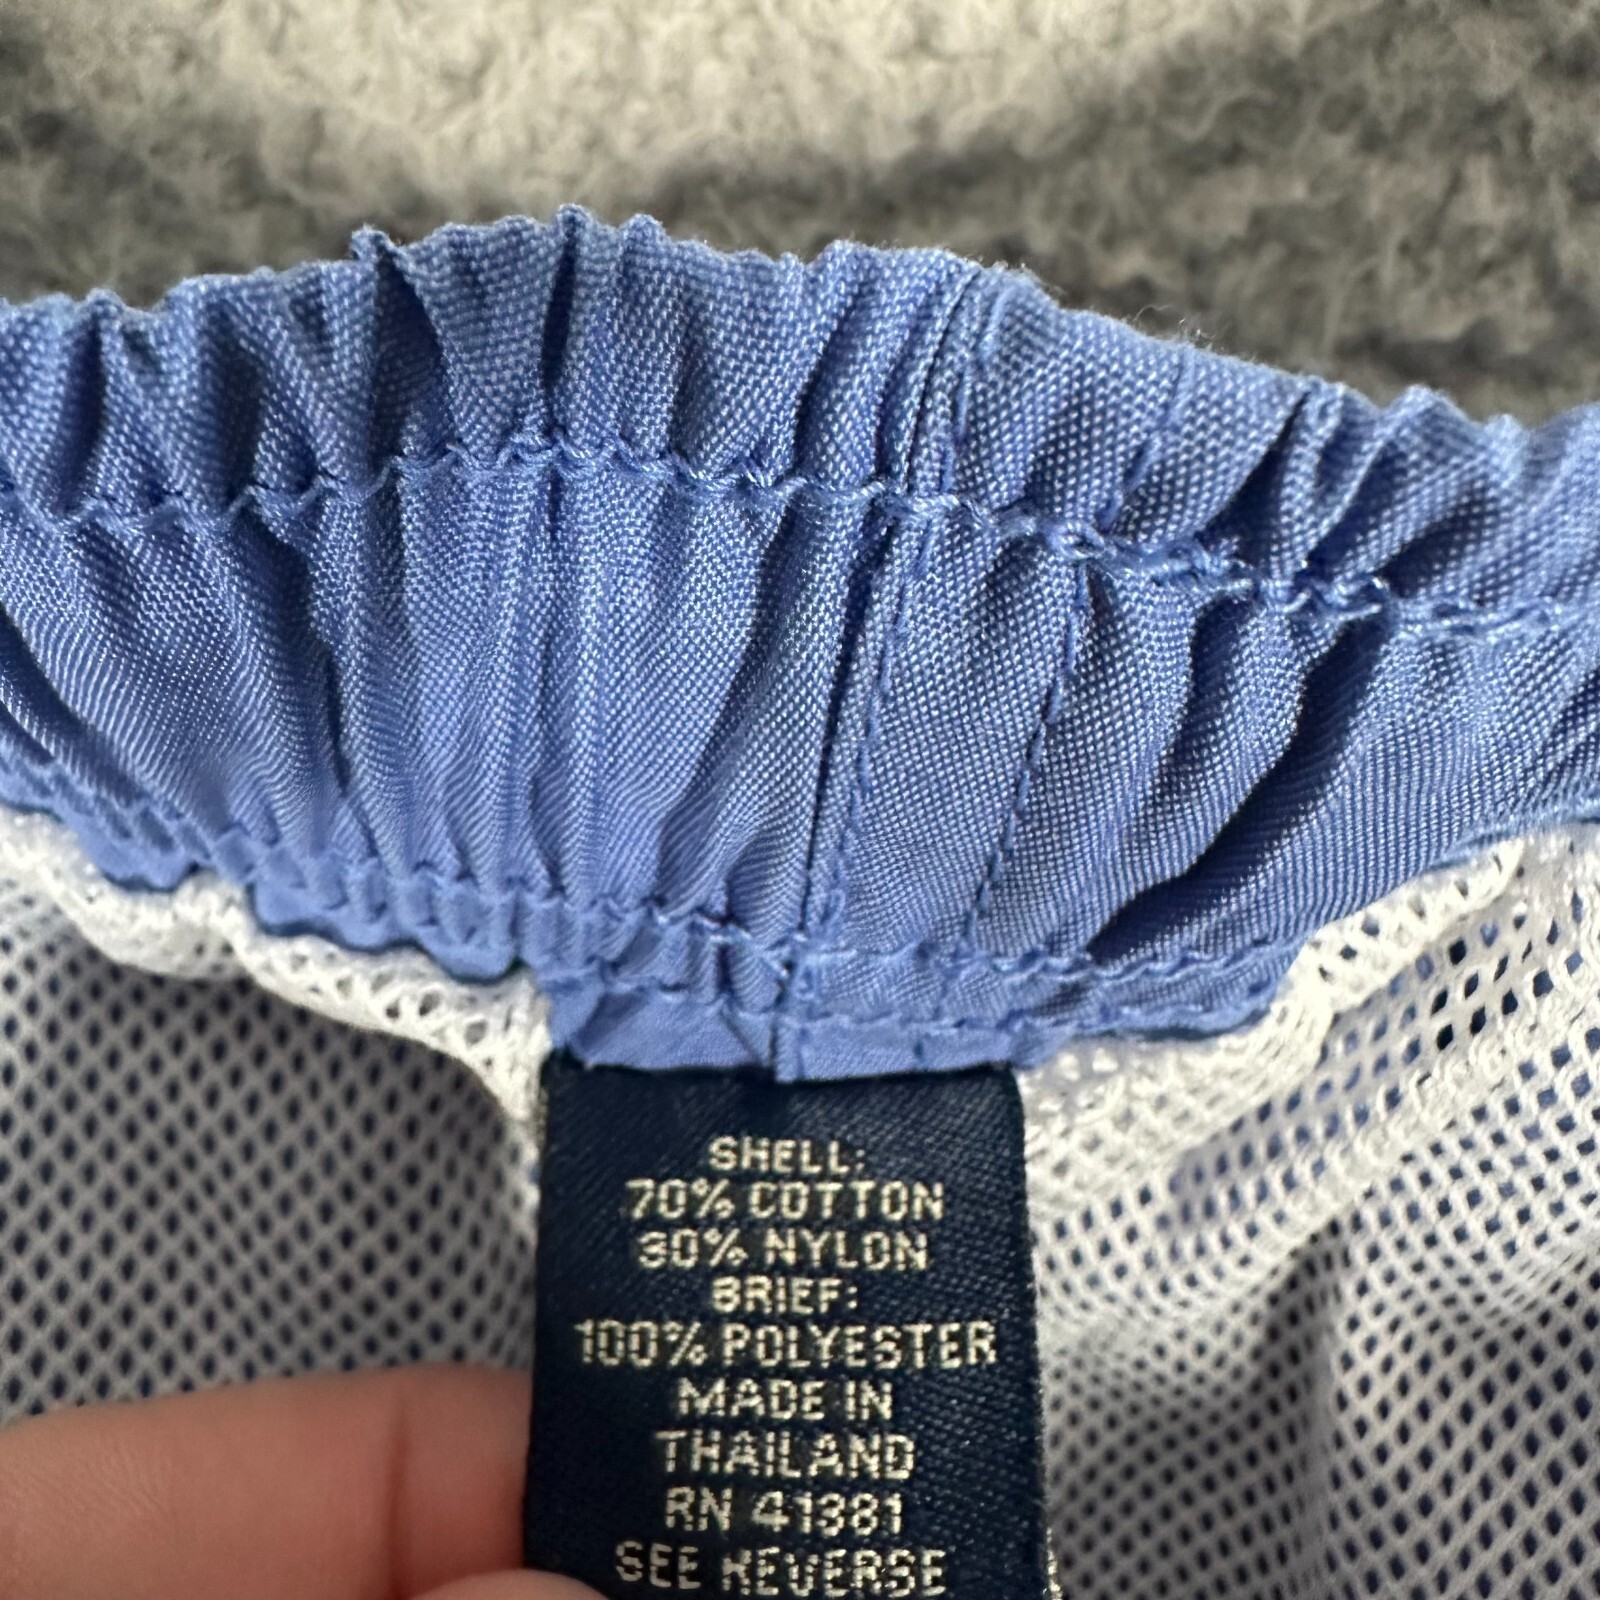 SHELL:
70% COTTON
30% NYLON
BRIEF:
100% POLYESTER
MADE IN
THAILAND
RN 41381
SEE REVERSE